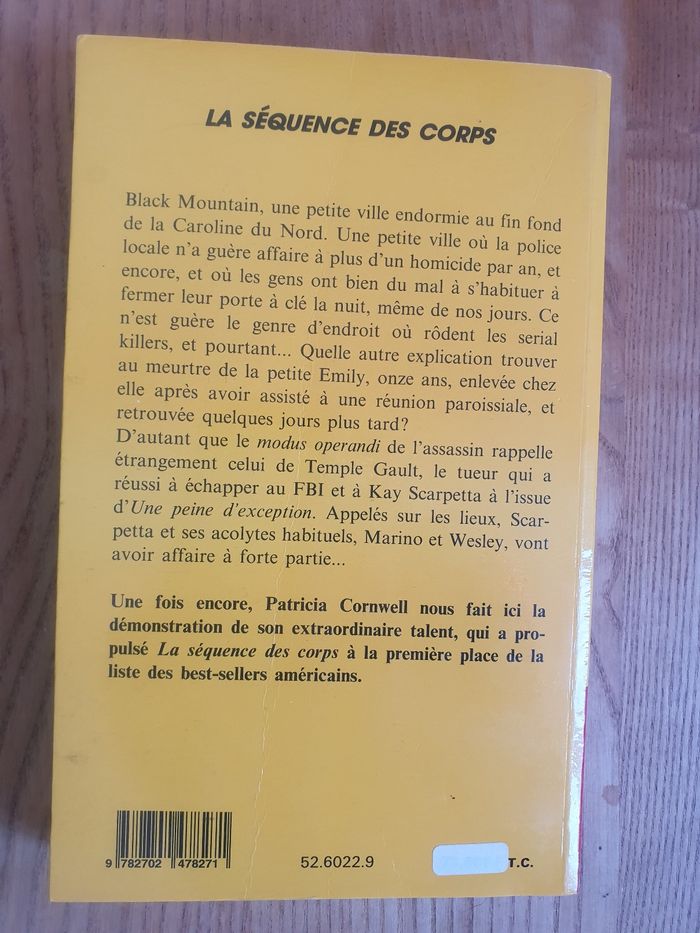 LA SÉQUENCE DES CORPS
Black Mountain, une petite ville endormie au fin fond
de la Caroline du Nord. Une petite ville où la police
locale n'a guère affaire à plus d'un homicide par an, et
encore, et où les gens ont bien du mal à s'habituer à
fermer leur porte à clé la nuit, même de nos jours. Ce
n'est guère le genre d'endroit où rôdent les serial
killers, et pourtant... Quelle autre explication trouver
au meurtre de la petite Emily, onze ans, enlevée chez
elle après avoir assisté à une réunion paroissiale, et
retrouvée quelques jours plus tard ?
D'autant que le modus operandi de l'assassin rappelle
étrangement celui de Temple Gault, le tueur qui a
réussi à échapper au FBI et à Kay Scarpetta à l'issue
d'Une peine d'exception. Appelés sur les lieux, Scar-
petta et ses acolytes habituels, Marino et Wesley, vont
avoir affaire à forte partie...
Une fois encore, Patricia Cornwell nous fait ici la
démonstration de son extraordinaire talent, qui a pro-
pulsé La séquence des corps à la première place de la
liste des best-sellers américains.
9 782702 478271
52.6022.9
T.C.